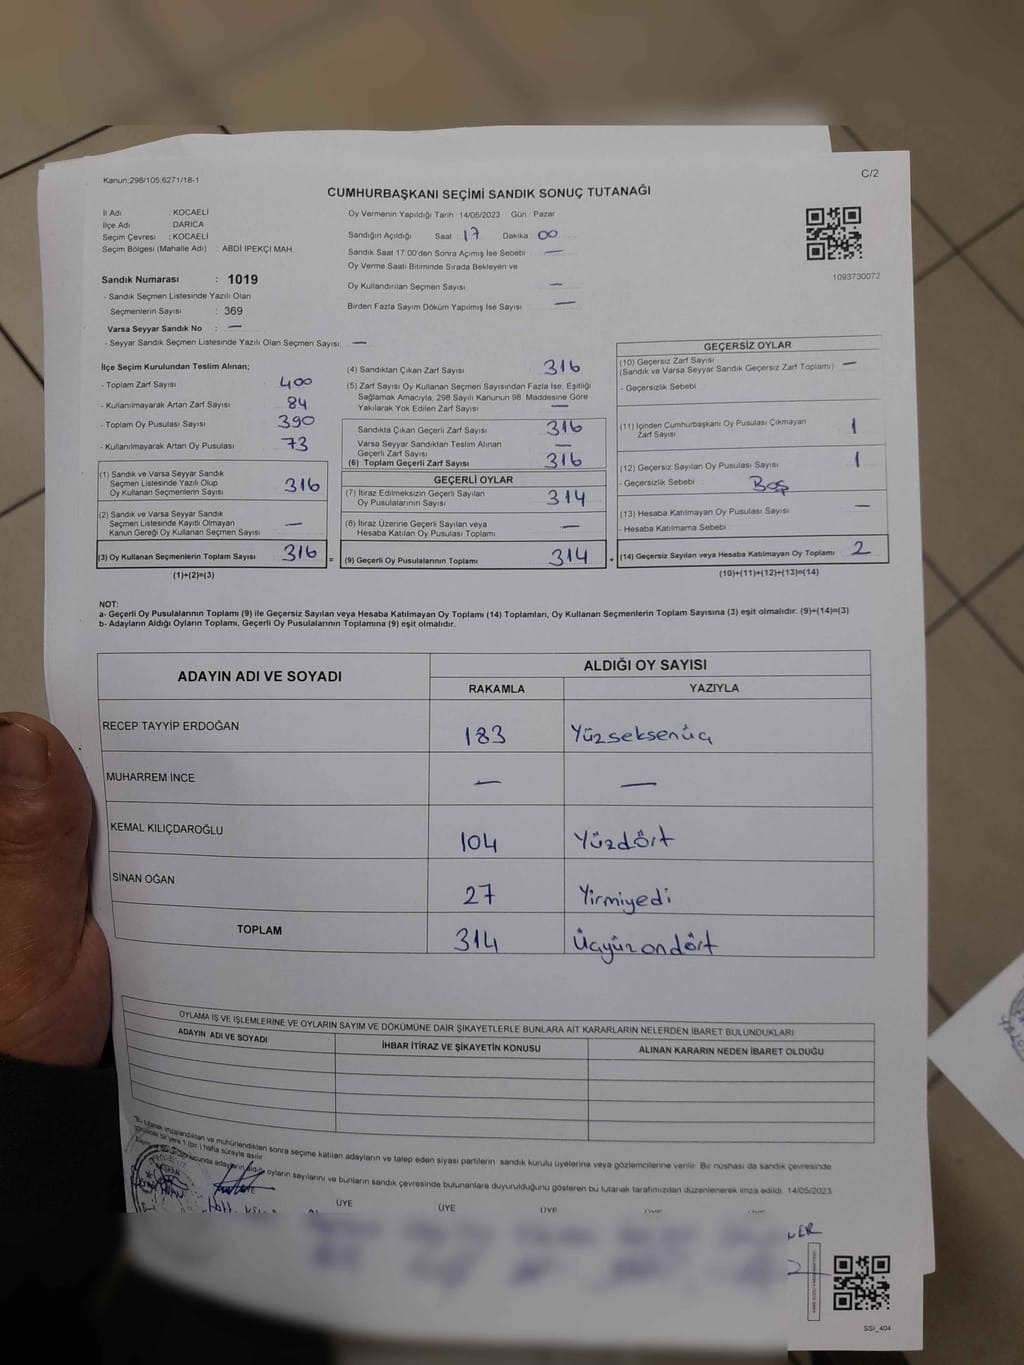 Kanun:298/105,6271/18-1
C/2
CUMHURBAŞKANI SEÇİMİ SANDIK SONUÇ TUTANAĞI
İl Adı : KOCAELİ
İlçe Adı : DARICA
Seçim Çevresi : KOCAELİ
Seçim Bölgesi (Mahalle Adı) : ABDİ İPEKÇİ MAH.
Sandık Numarası : 1019
- Sandık Seçmen Listesinde Yazılı Olan
Seçmenlerin Sayısı : 369
Varsa Seyyar Sandık No : —
- Seyyar Sandık Seçmen Listesinde Yazılı Olan Seçmen Sayısı: —
Oy Vermenin Yapıldığı Tarih : 14/05/2023 Gün : Pazar
Sandığın Açıldığı Saat : 17 Dakika : 00
Sandık Saat 17:00'den Sonra Açımış İse Sebebi : —
Oy Verme Saati Bitiminde Sırada Bekleyen ve
Oy Kullandırılan Seçmen Sayısı : —
Birden Fazla Sayım Döküm Yapılmış İse Sayısı : —
1093730072
İlçe Seçim Kurulundan Teslim Alınan;
- Toplam Zarf Sayısı : 400
- Kullanılmayarak Artan Zarf Sayısı : 84
- Toplam Oy Pusulası Sayısı : 390
- Kullanılmayarak Artan Oy Pusulası : 73
(1) Sandık ve Varsa Seyyar Sandık
Seçmen Listesinde Yazılı Olup
Oy Kullanan Seçmenlerin Sayısı : 316
(2) Sandık ve Varsa Seyyar Sandık
Seçmen Listesinde Kayıtlı Olmayan
Kanun Gereği Oy Kullanan Seçmen Sayısı : —
(3) Oy Kullanan Seçmenlerin Toplam Sayısı : 316
(1)+(2)=(3)
=
(4) Sandıktan Çıkan Zarf Sayısı : 316
(5) Zarf Sayısı Oy Kullanan Seçmen Sayısından Fazla İse, Eşitliği
Sağlamak Amacıyla, 298 Sayılı Kanunun 98. Maddesine Göre
Yakılarak Yok Edilen Zarf Sayısı : —
Sandıkta Çıkan Geçerli Zarf Sayısı : 316
Varsa Seyyar Sandıktan Teslim Alınan
Geçerli Zarf Sayısı : —
(6) Toplam Geçerli Zarf Sayısı : 316
GEÇERLİ OYLAR
(7) İtiraz Edilmeksizin Geçerli Sayılan
Oy Pusulalarının Sayısı : 314
(8) İtiraz Üzerine Geçerli Sayılan veya
Hesaba Katılan Oy Pusulası Toplamı : —
(9) Geçerli Oy Pusulalarının Toplamı : 314
+
GEÇERSİZ OYLAR
(10) Geçersiz Zarf Sayısı
(Sandık ve Varsa Seyyar Sandık Geçersiz Zarf Toplamı) : —
- Geçersizlik Sebebi :
(11) İçinden Cumhurbaşkanı Oy Pusulası Çıkmayan
Zarf Sayısı : 1
(12) Geçersiz Sayılan Oy Pusulası Sayısı : 1
- Geçersizlik Sebebi : Boş
(13) Hesaba Katılmayan Oy Pusulası Sayısı : —
- Hesaba Katılmama Sebebi :
(14) Geçersiz Sayılan veya Hesaba Katılmayan Oy Toplamı : 2
(10)+(11)+(12)+(13)=(14)
NOT:
a- Geçerli Oy Pusulalarının Toplamı (9) ile Geçersiz Sayılan veya Hesaba Katılmayan Oy Toplamı (14) Toplamları, Oy Kullanan Seçmenlerin Toplam Sayısına (3) eşit olmalıdır. (9)+(14)=(3)
b- Adayların Aldığı Oyların Toplamı, Geçerli Oy Pusulalarının Toplamına (9) eşit olmalıdır.
ADAYIN ADI VE SOYADI ALDIĞI OY SAYISI
RAKAMLA YAZIYLA
RECEP TAYYİP ERDOĞAN 183 Yüzseksenüç
MUHARREM İNCE — —
KEMAL KILIÇDAROĞLU 104 Yüzdört
SİNAN OĞAN 27 Yirmiyedi
TOPLAM 314 Üçyüzondört
OYLAMA İŞ VE İŞLEMLERİNE VE OYLARIN SAYIM VE DÖKÜMÜNE DAİR ŞİKAYETLERLE BUNLARA AİT KARARLARIN NELERDEN İBARET BULUNDUKLARI
ADAYIN ADI VE SOYADI İHBAR İTİRAZ VE ŞİKAYETİN KONUSU ALINAN KARARIN NEDEN İBARET OLDUĞU
imzalandıktan ve mühürlendikten sonra seçime katılan adayların ve talep eden siyasi partilerin sandık kurulu üyelerine veya gözlemcilerine verilir. Bir nüshası da sandık çevresinde
görülecek bir yere 1 (bir) hafta süreyle asılır.
adayların aldığı oyların sayılarını ve bunların sandık çevresinde bulunanlara duyurulduğunu gösteren bu tutanak tarafımızdan düzenlenerek imza edildi. 14/05/2023
ÜYE ÜYE ÜYE
SSİ_404